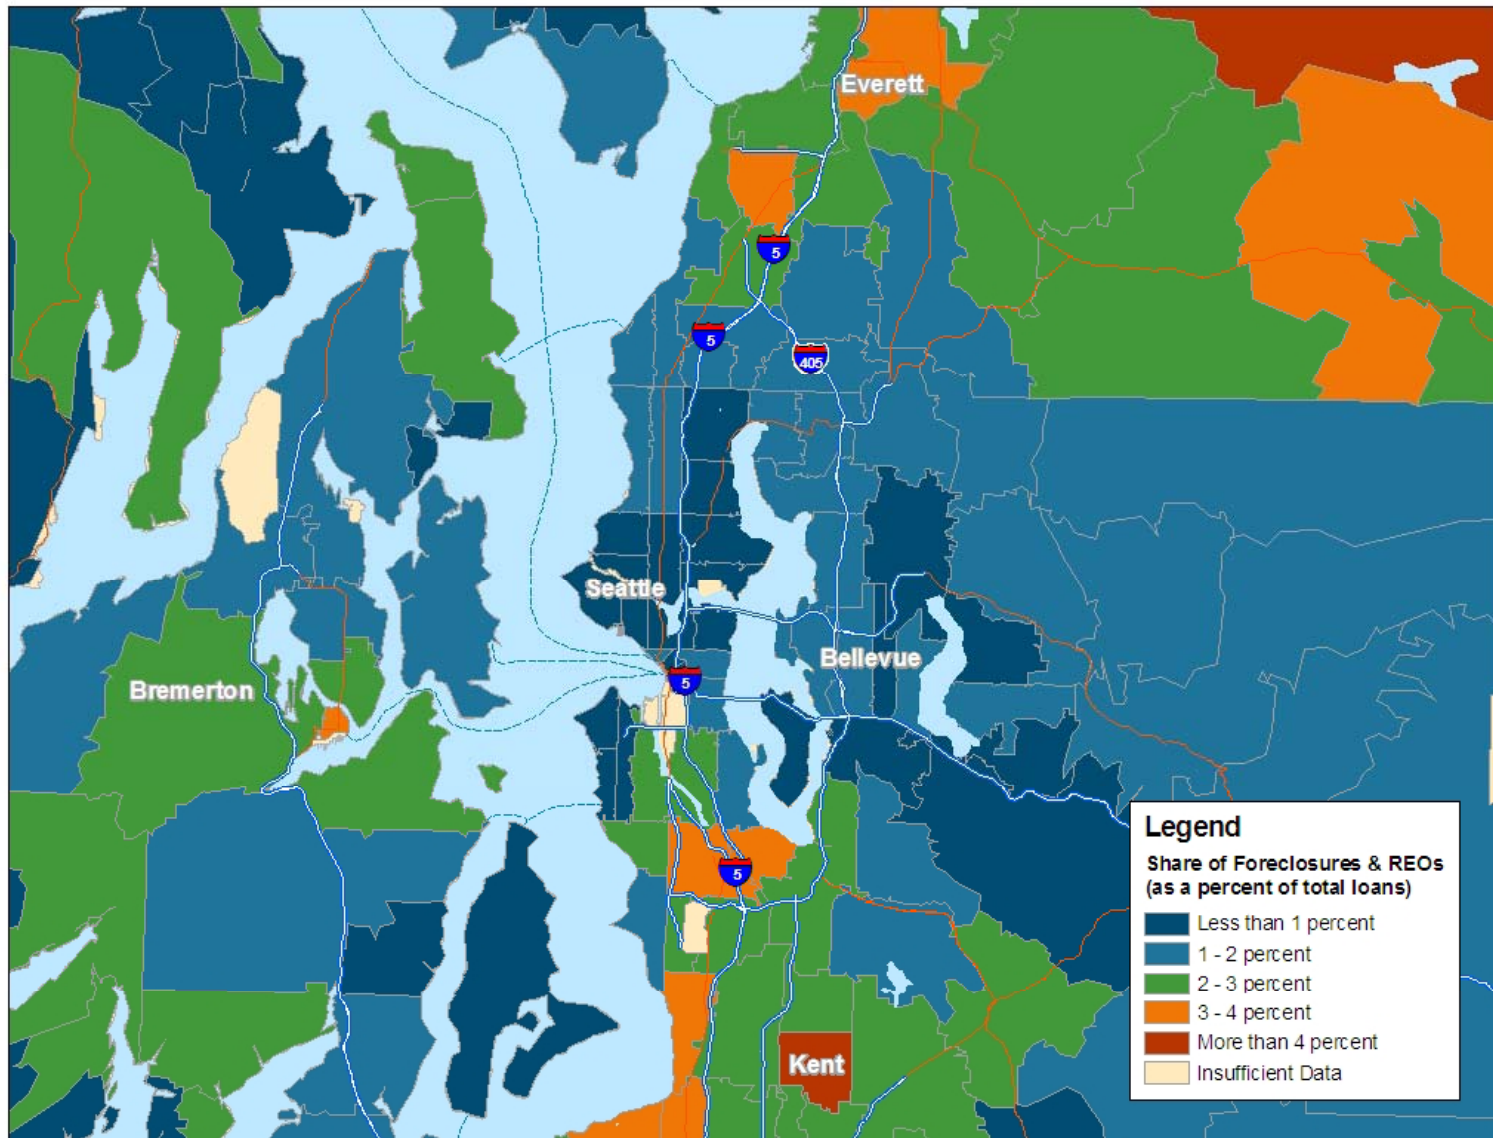 Everett
5
5
405
Seattle
Bellevue
5
Bremerton
5
Kent
Legend
Share of Foreclosures & REOs
(as a percent of total loans)
Less than 1 percent
1 - 2 percent
2 - 3 percent
3 - 4 percent
More than 4 percent
Insufficient Data